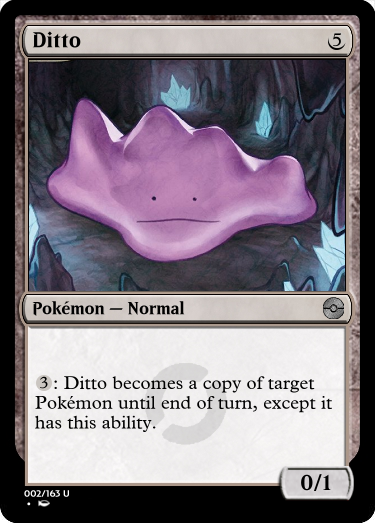 Ditto 5
Pokémon — Normal
3: Ditto becomes a copy of target
Pokémon until end of turn, except it
has this ability.
0/1
002/163 U